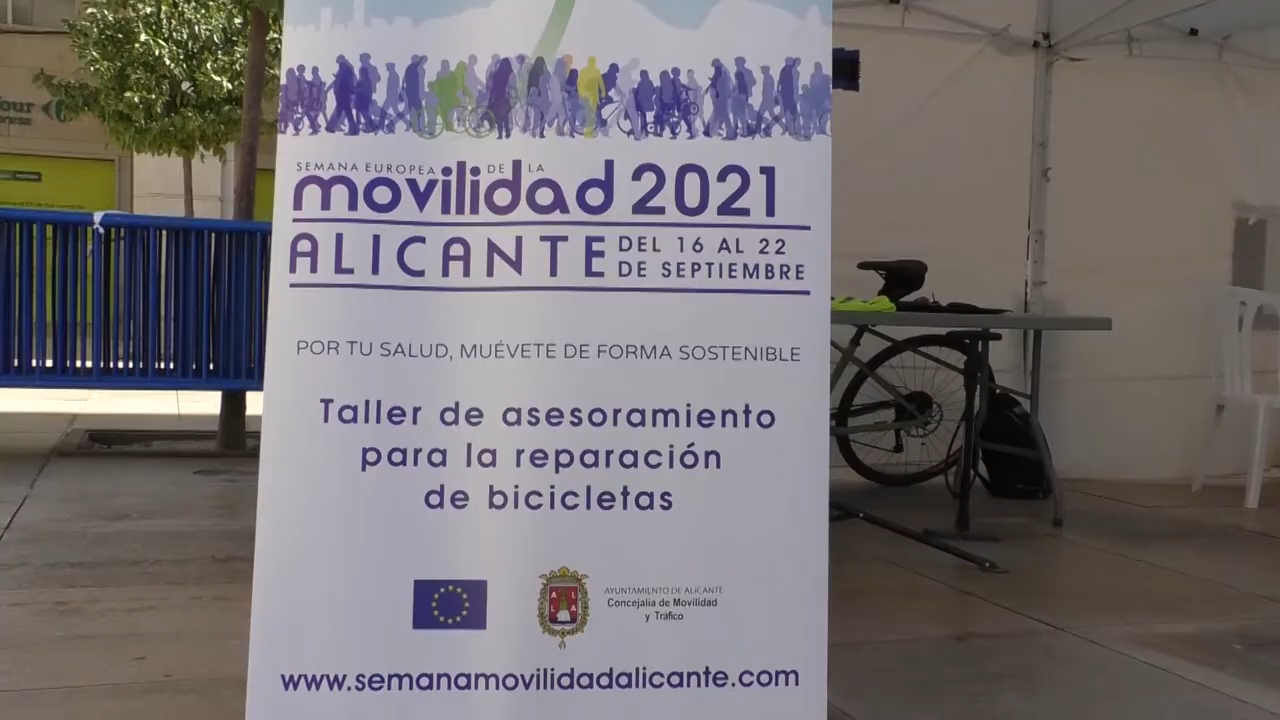 SEMANA EUROPEA DE LA
movilidad 2021
ALICANTE
DEL 16 AL 22
DE SEPTIEMBRE
POR TU SALUD, MUÉVETE DE FORMA SOSTENIBLE
Taller de asesoramiento
para la reparación
de bicicletas
AYUNTAMIENTO DE ALICANTE
Concejalia de Movilidad
y Tráfico
www.semanamovilidadalicante.com